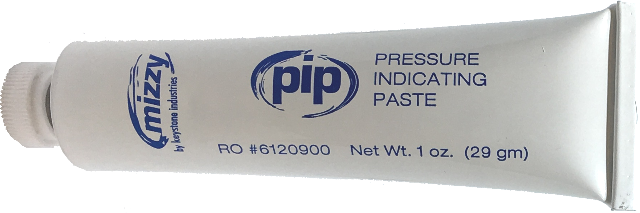 mizzy
by keystone industries
pip
PRESSURE
INDICATING
PASTE
RO #6120900 Net Wt. 1 oz. (29 gm)